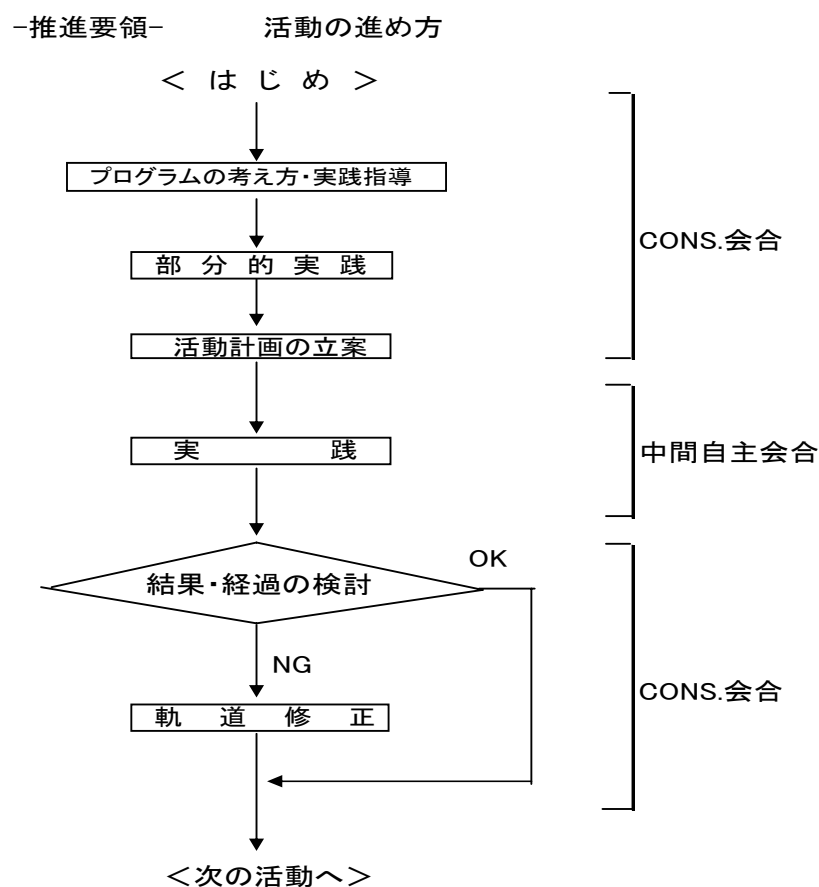 -推進要領- 活動の進め方
＜ は じ め ＞
プログラムの考え方・実践指導
部 分 的 実 践
CONS.会合
活動計画の立案
実 践
中間自主会合
OK
結果・経過の検討
NG
CONS.会合
軌 道 修 正
＜次の活動へ＞